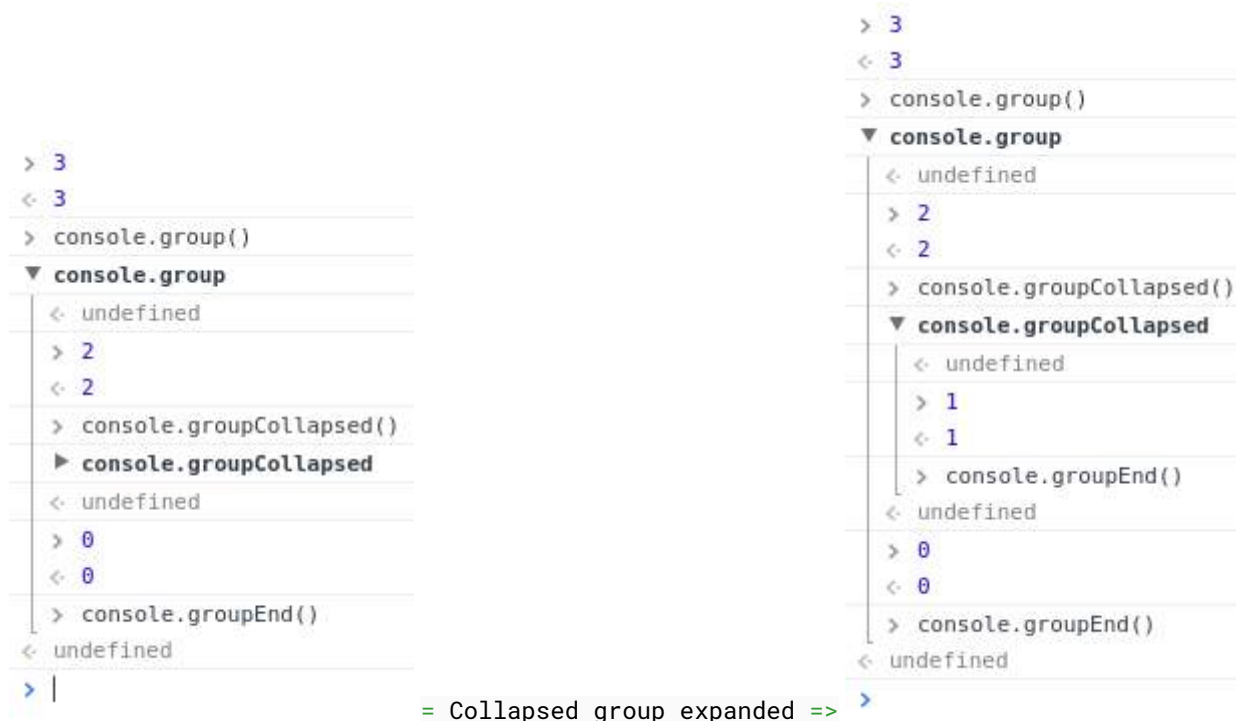 > 3
<· 3
> console.group()
▼ console.group
<· undefined
> 2
<· 2
> console.groupCollapsed()
▶ console.groupCollapsed
<· undefined
> 0
<· 0
> console.groupEnd()
<· undefined
>
= Collapsed group expanded =>
> 3
<· 3
> console.group()
▼ console.group
<· undefined
> 2
<· 2
> console.groupCollapsed()
▼ console.groupCollapsed
<· undefined
> 1
<· 1
> console.groupEnd()
<· undefined
> 0
<· 0
> console.groupEnd()
<· undefined
>